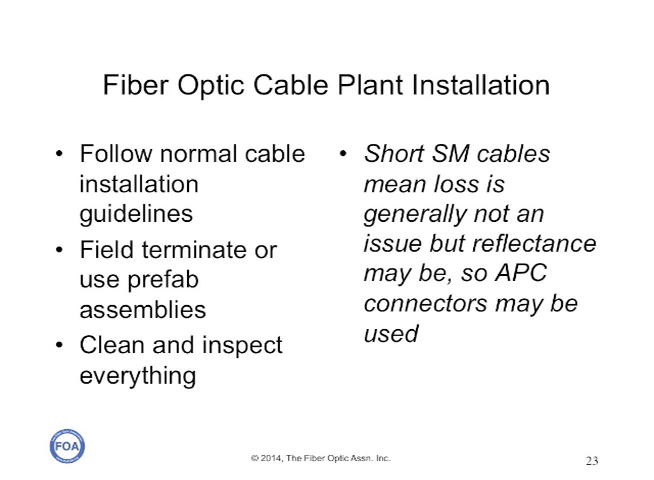 Fiber Optic Cable Plant Installation
• Follow normal cable
installation
guidelines
• Field terminate or
use prefab
assemblies
• Clean and inspect
everything
• Short SM cables
mean loss is
generally not an
issue but reflectance
may be, so APC
connectors may be
used
FOA
© 2014, The Fiber Optic Assn. Inc.
23